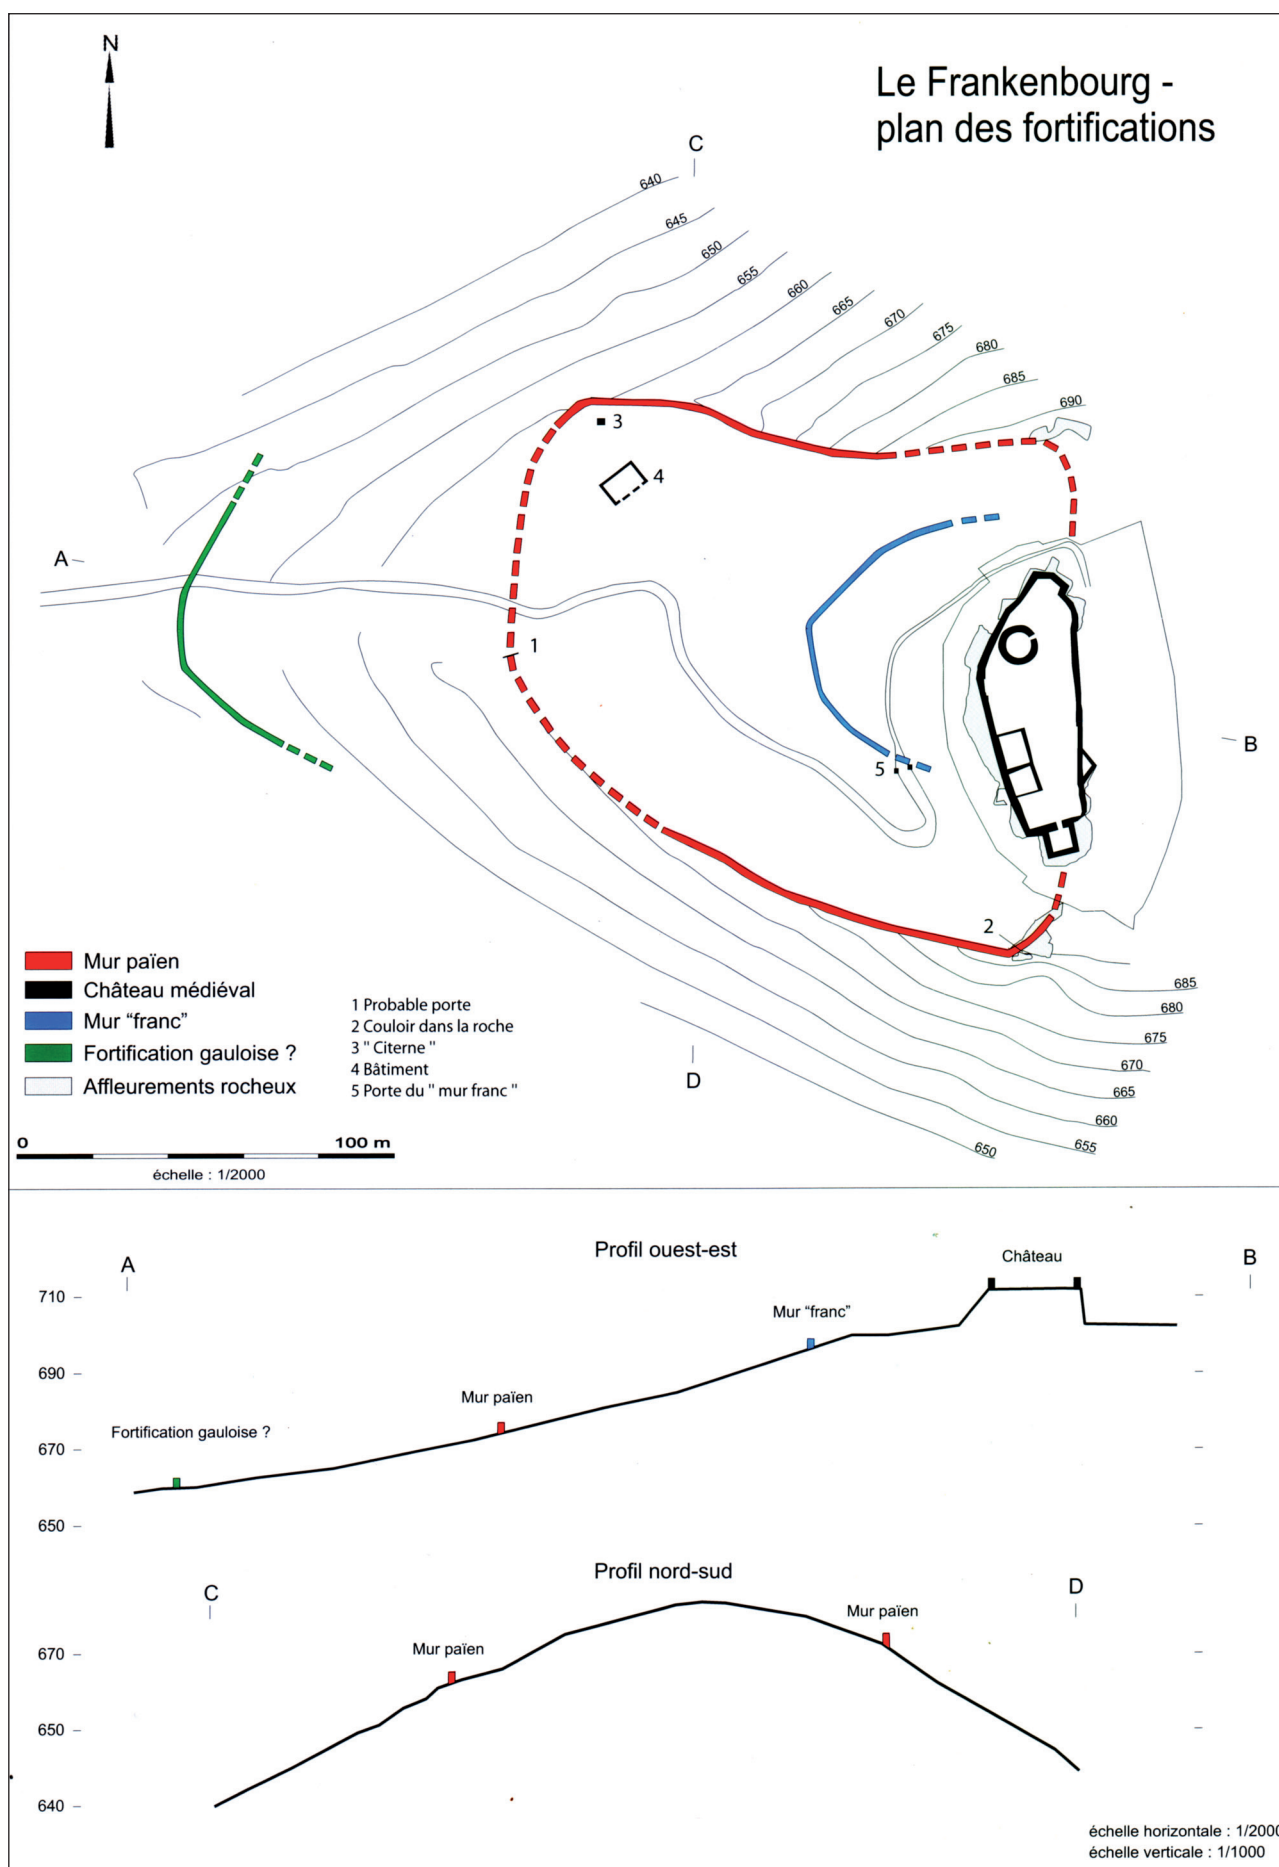 N
Le Frankenbourg -
plan des fortifications
C
640
645
650
655
660
665
670
675
680
685
690
3
4
A
1
B
5
2
685
680
675
670
665
660
655
650
D
Mur païen
Château médiéval
Mur “franc”
Fortification gauloise ?
Affleurements rocheux
1 Probable porte
2 Couloir dans la roche
3 " Citerne "
4 Bâtiment
5 Porte du " mur franc "
0 100 m
échelle : 1/2000
Profil ouest-est
A
B
Château
710
Mur “franc”
690
Mur païen
670
Fortification gauloise ?
650
Profil nord-sud
C
D
Mur païen
Mur païen
670
650
640
échelle horizontale : 1/2000
échelle verticale : 1/1000